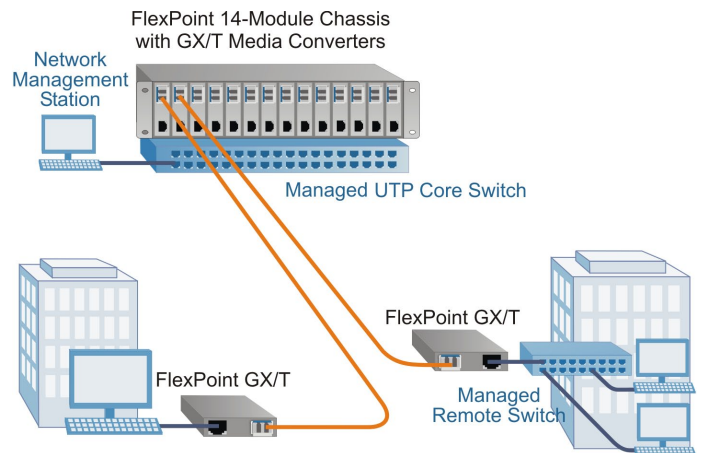 FlexPoint 14-Module Chassis
with GX/T Media Converters
Network
Management
Station
Managed UTP Core Switch
FlexPoint GX/T
FlexPoint GX/T
Managed
Remote Switch